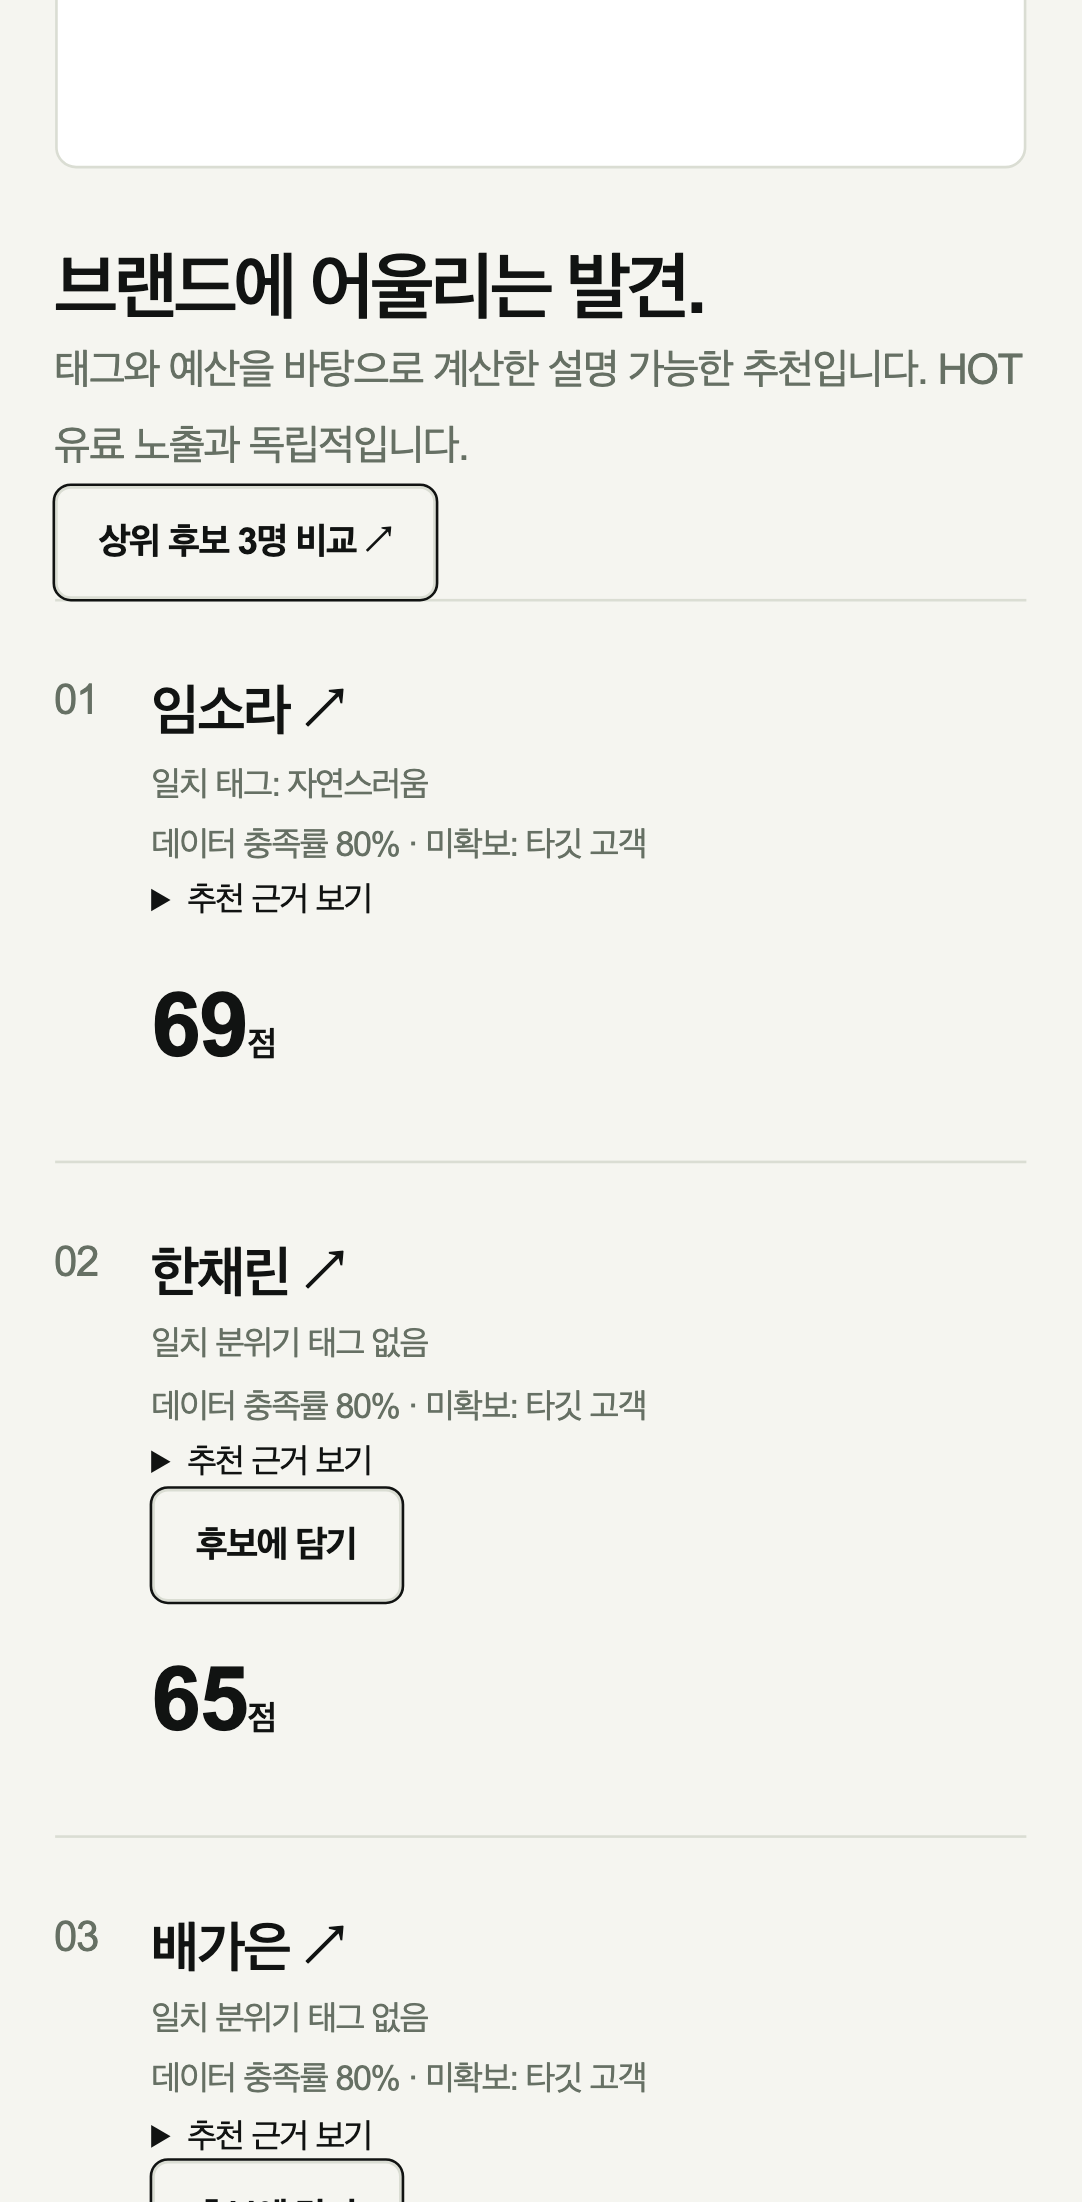 브랜드에 어울리는 발견.
태그와 예산을 바탕으로 계산한 설명 가능한 추천입니다. HOT
유료 노출과 독립적입니다.
상위 후보 3명 비교 ↗
01 임소라 ↗
일치 태그: 자연스러움
데이터 충족률 80% · 미확보: 타깃 고객
▶ 추천 근거 보기
69점
02 한채린 ↗
일치 분위기 태그 없음
데이터 충족률 80% · 미확보: 타깃 고객
▶ 추천 근거 보기
후보에 담기
65점
03 배가은 ↗
일치 분위기 태그 없음
데이터 충족률 80% · 미확보: 타깃 고객
▶ 추천 근거 보기